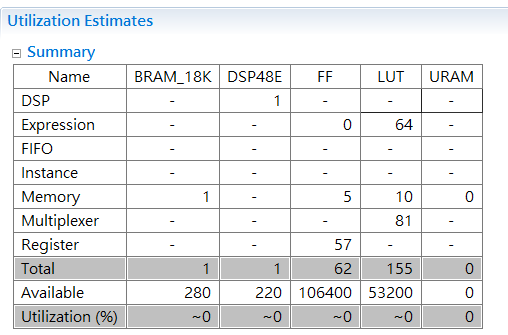 Utilization Estimates
Summary
Name BRAM_18K DSP48E FF LUT URAM
DSP - 1 - - -
Expression - - 0 64 -
FIFO - - - - -
Instance - - - - -
Memory 1 - 5 10 0
Multiplexer - - - 81 -
Register - - 57 - -
Total 1 1 62 155 0
Available 280 220 106400 53200 0
Utilization (%) ~0 ~0 ~0 ~0 0